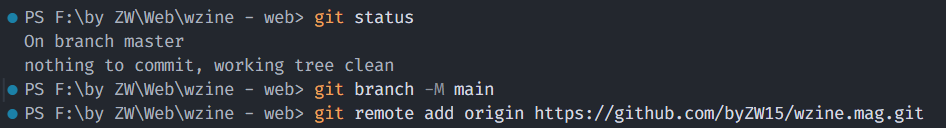 PS F:\by ZW\Web\wzine - web> git status
On branch master
nothing to commit, working tree clean
PS F:\by ZW\Web\wzine - web> git branch -M main
PS F:\by ZW\Web\wzine - web> git remote add origin https://github.com/byZW15/wzine.mag.git